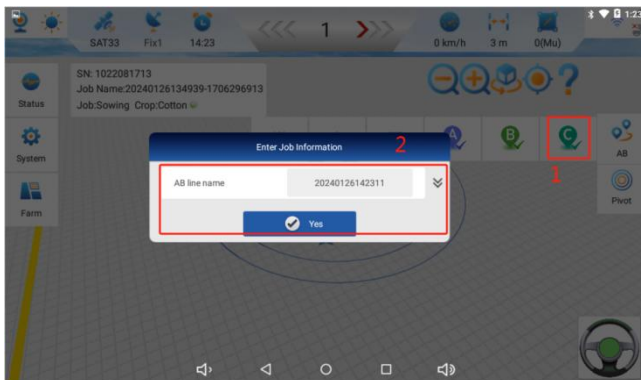 1:23
SAT33
Fix1
14:23
1
0 km/h
3 m
0(Mu)
Status
SN: 1022081713
Job Name:20240126134939-1706296913
Job:Sowing Crop:Cotton
System
Farm
A
B
C
1
AB
Pivot
Enter Job Information
2
AB line name
20240126142311
Yes